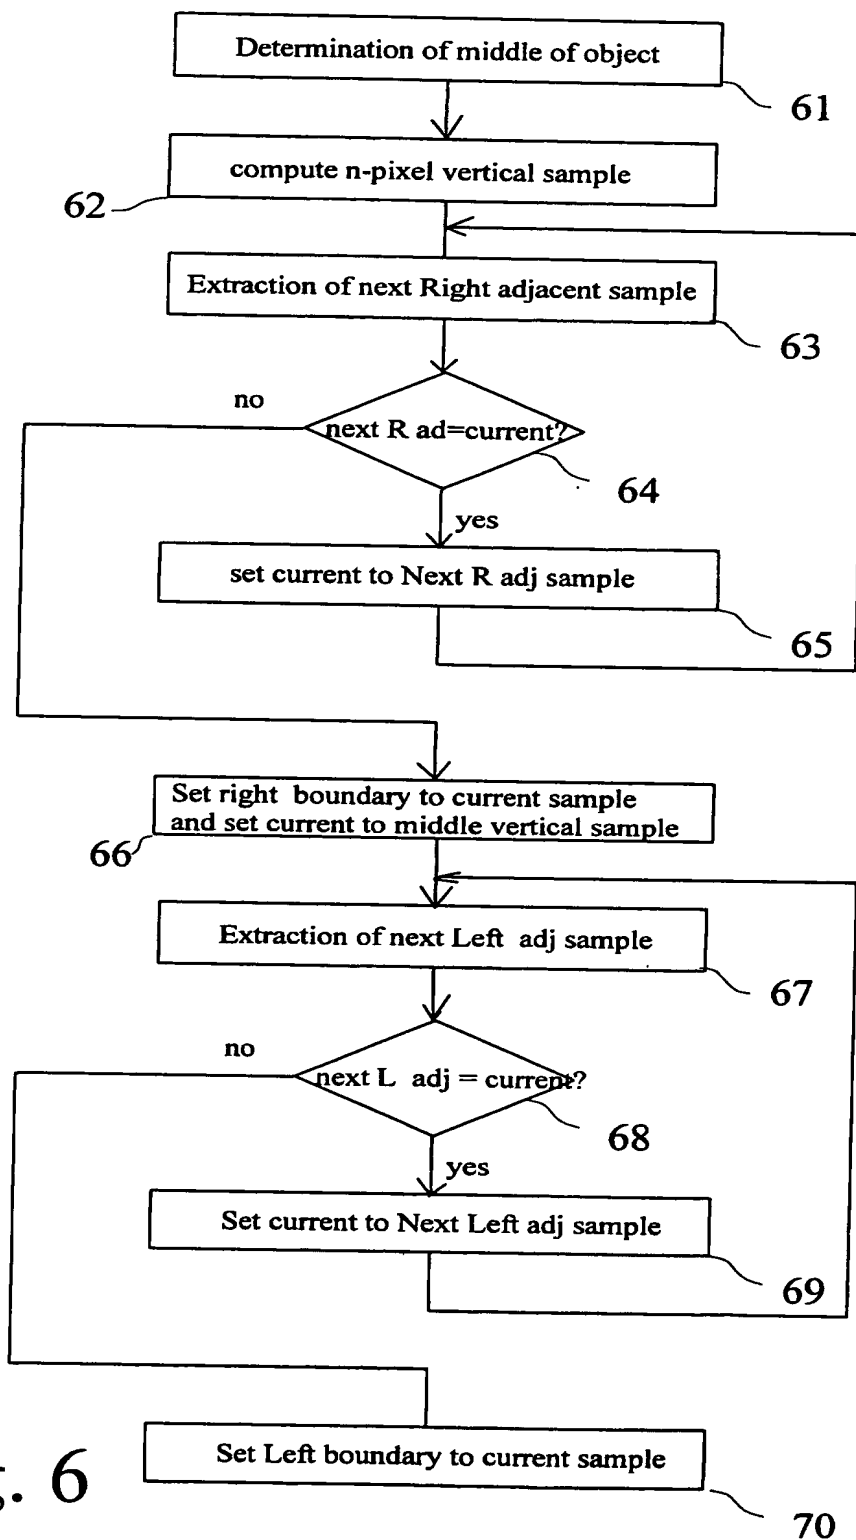 Determination of middle of object
61
compute n-pixel vertical sample
62
Extraction of next Right adjacent sample
63
no
next R ad=current?
64
yes
set current to Next R adj sample
65
Set right boundary to current sample
and set current to middle vertical sample
66
Extraction of next Left adj sample
67
no
next L adj = current?
68
yes
Set current to Next Left adj sample
69
g. 6
Set Left boundary to current sample
70